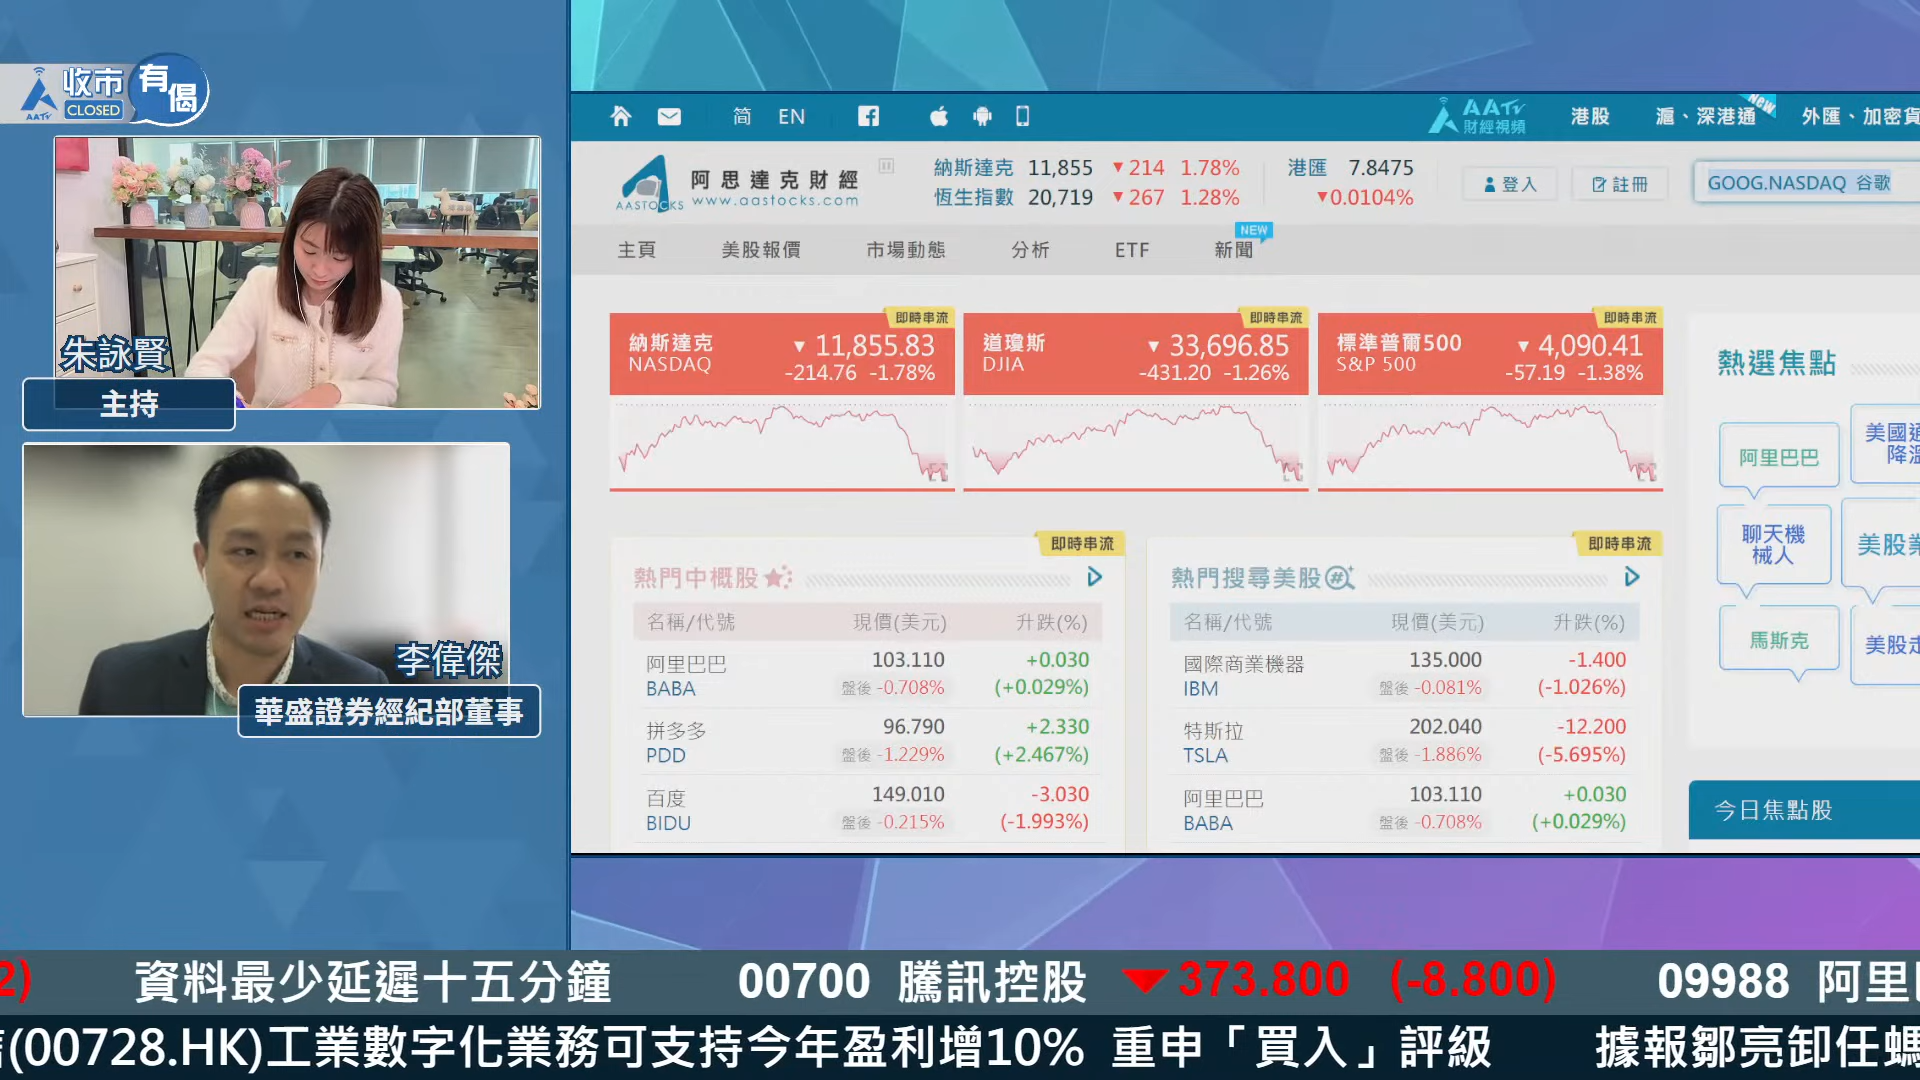 收市
CLOSED
有偈
AATV
朱詠賢
主持
李偉傑
華盛證券經紀部董事
简 EN
AATV
財經視頻
港股
滬、深港通
New
外匯、加密貨
阿思達克財經
AASTOCKS
www.aastocks.com
納斯達克 11,855 ▼214 1.78%
恆生指數 20,719 ▼267 1.28%
港匯 7.8475
▼0.0104%
登入
註冊
GOOG.NASDAQ 谷歌
主頁 美股報價 市場動態 分析 ETF 新聞
NEW
即時串流
納斯達克 ▼ 11,855.83
NASDAQ -214.76 -1.78%
即時串流
道瓊斯 ▼ 33,696.85
DJIA -431.20 -1.26%
即時串流
標準普爾500 ▼ 4,090.41
S&P 500 -57.19 -1.38%
熱選焦點
阿里巴巴
美國通
降溫
聊天機
械人
美股業
馬斯克
美股走
今日焦點股
即時串流
熱門中概股
名稱/代號 現價(美元) 升跌(%)
阿里巴巴 103.110 +0.030
BABA 盤後 -0.708% (+0.029%)
拼多多 96.790 +2.330
PDD 盤後 -1.229% (+2.467%)
百度 149.010 -3.030
BIDU 盤後 -0.215% (-1.993%)
即時串流
熱門搜尋美股
名稱/代號 現價(美元) 升跌(%)
國際商業機器 135.000 -1.400
IBM 盤後 -0.081% (-1.026%)
特斯拉 202.040 -12.200
TSLA 盤後 -1.886% (-5.695%)
阿里巴巴 103.110 +0.030
BABA 盤後 -0.708% (+0.029%)
2) 資料最少延遲十五分鐘 00700 騰訊控股 ▼373.800 (-8.800) 09988 阿里
(00728.HK)工業數字化業務可支持今年盈利增10% 重申「買入」評級 據報鄒亮卸任螞